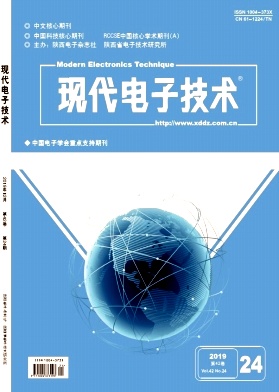 ISSN 1004-373X
CN 61-1224/TN
中文核心期刊
中国科技核心期刊 RCCSE中国核心学术期刊(A)
主办:陕西电子杂志社 陕西省电子技术研究所
Modern Electronics Technique
现代电子技术®
http://www.xddz.com.cn
中国电子学会重点支持期刊
现代电子技术
ISSN 1004-373X
2019
第42卷
Vol.42 No.24
24